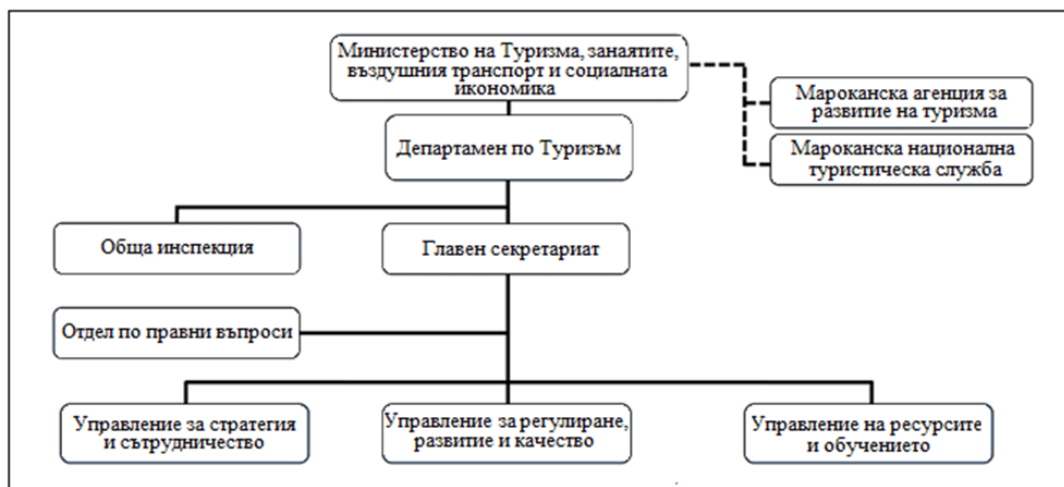 Министерство на Туризма, занаятите,
въздушния транспорт и социалната
икономика
Мароканска агенция за
развитие на туризма
Департамен по Туризъм
Мароканска национална
туристическа служба
Обща инспекция
Главен секретариат
Отдел по правни въпроси
Управление за стратегия
и сътрудничество
Управление за регулиране,
развитие и качество
Управление на ресурсите
и обучението